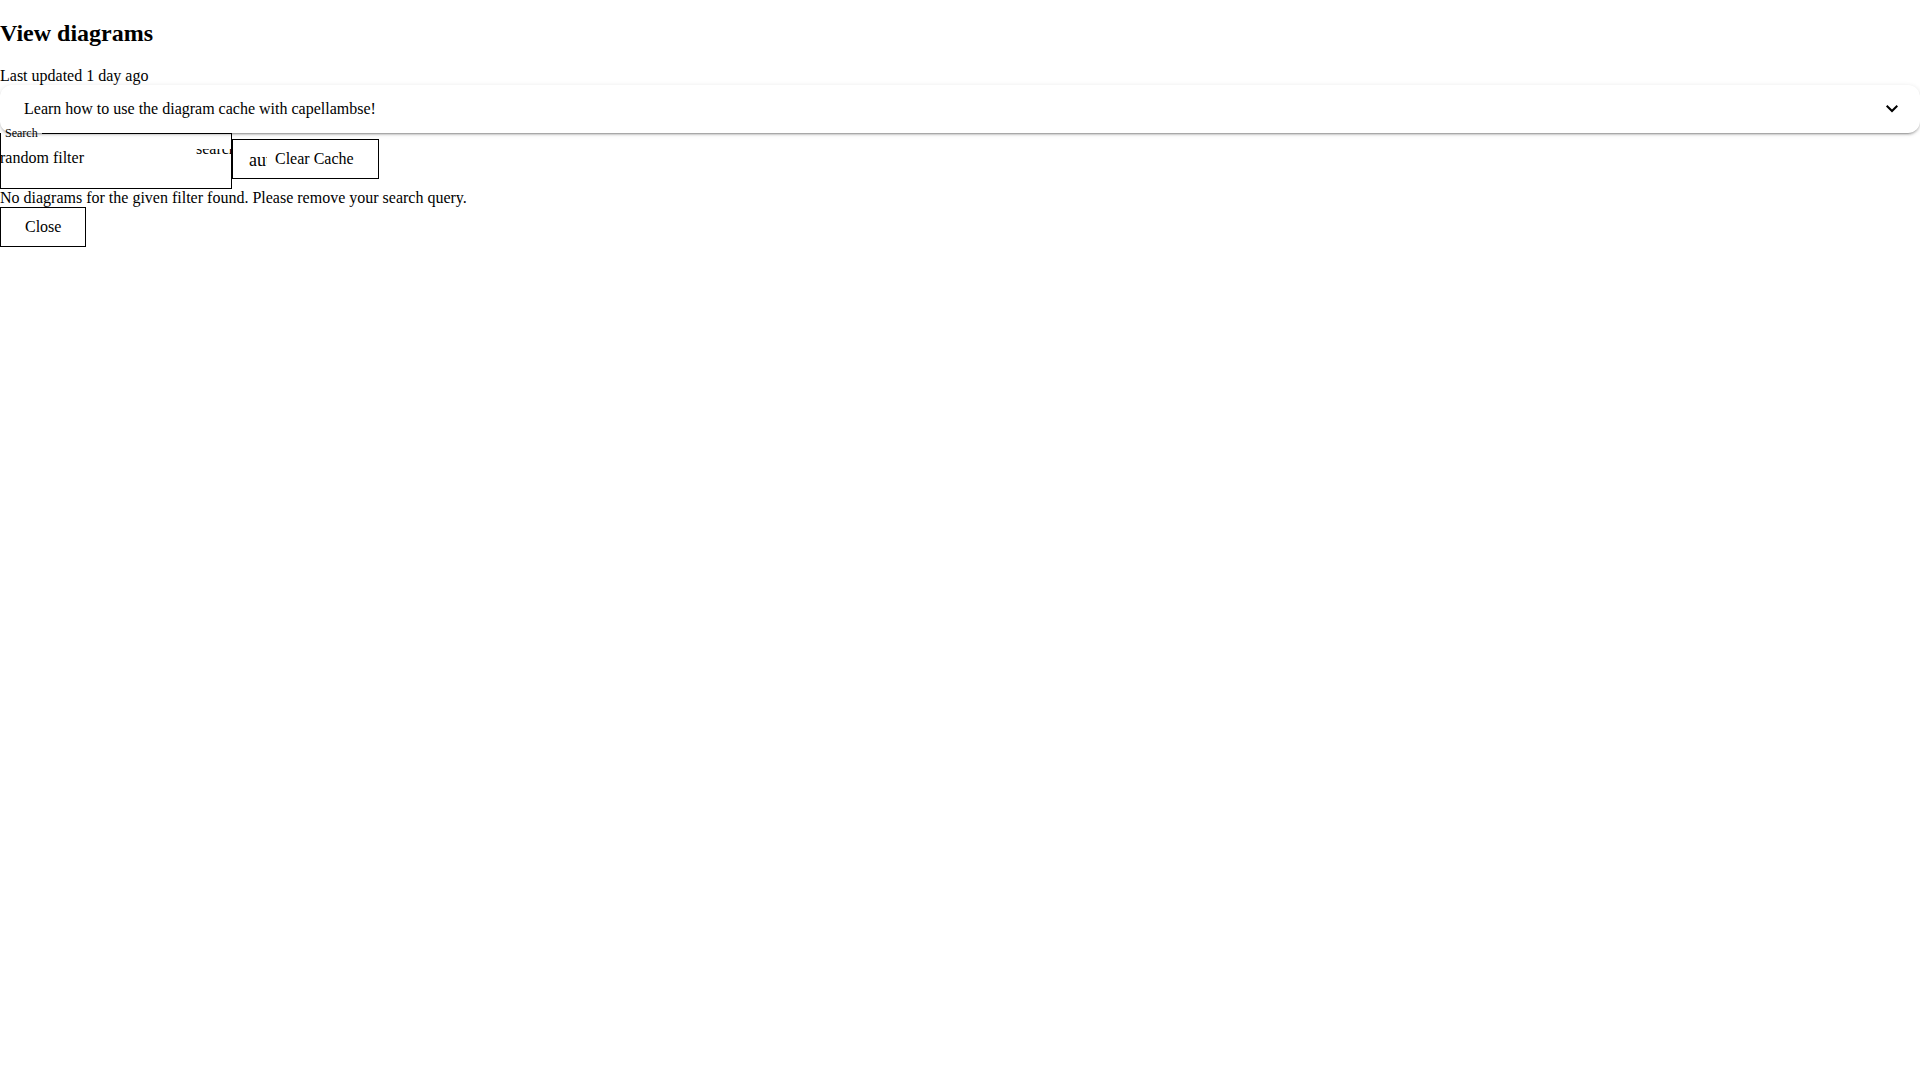 View diagrams
Last updated 1 day ago
Learn how to use the diagram cache with capellambse!
Search
random filter
au Clear Cache
No diagrams for the given filter found. Please remove your search query.
Close